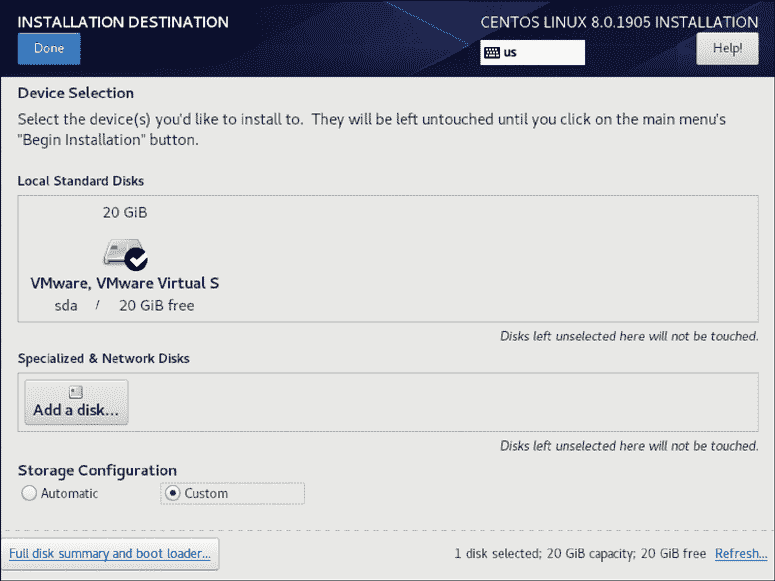 INSTALLATION DESTINATION
CENTOS LINUX 8.0.1905 INSTALLATION
Done
us
Help!
Device Selection
Select the device(s) you'd like to install to. They will be left untouched until you click on the main menu's
"Begin Installation" button.
Local Standard Disks
20 GiB
VMware, VMware Virtual S
sda / 20 GiB free
Disks left unselected here will not be touched.
Specialized & Network Disks
Add a disk...
Disks left unselected here will not be touched.
Storage Configuration
Automatic
Custom
Full disk summary and boot loader...
1 disk selected; 20 GiB capacity; 20 GiB free
Refresh...